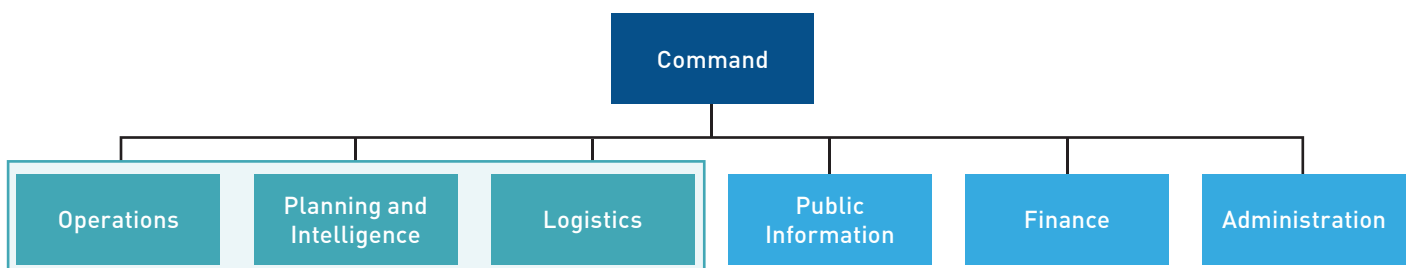 Command
Operations
Planning and
Intelligence
Logistics
Public
Information
Finance
Administration